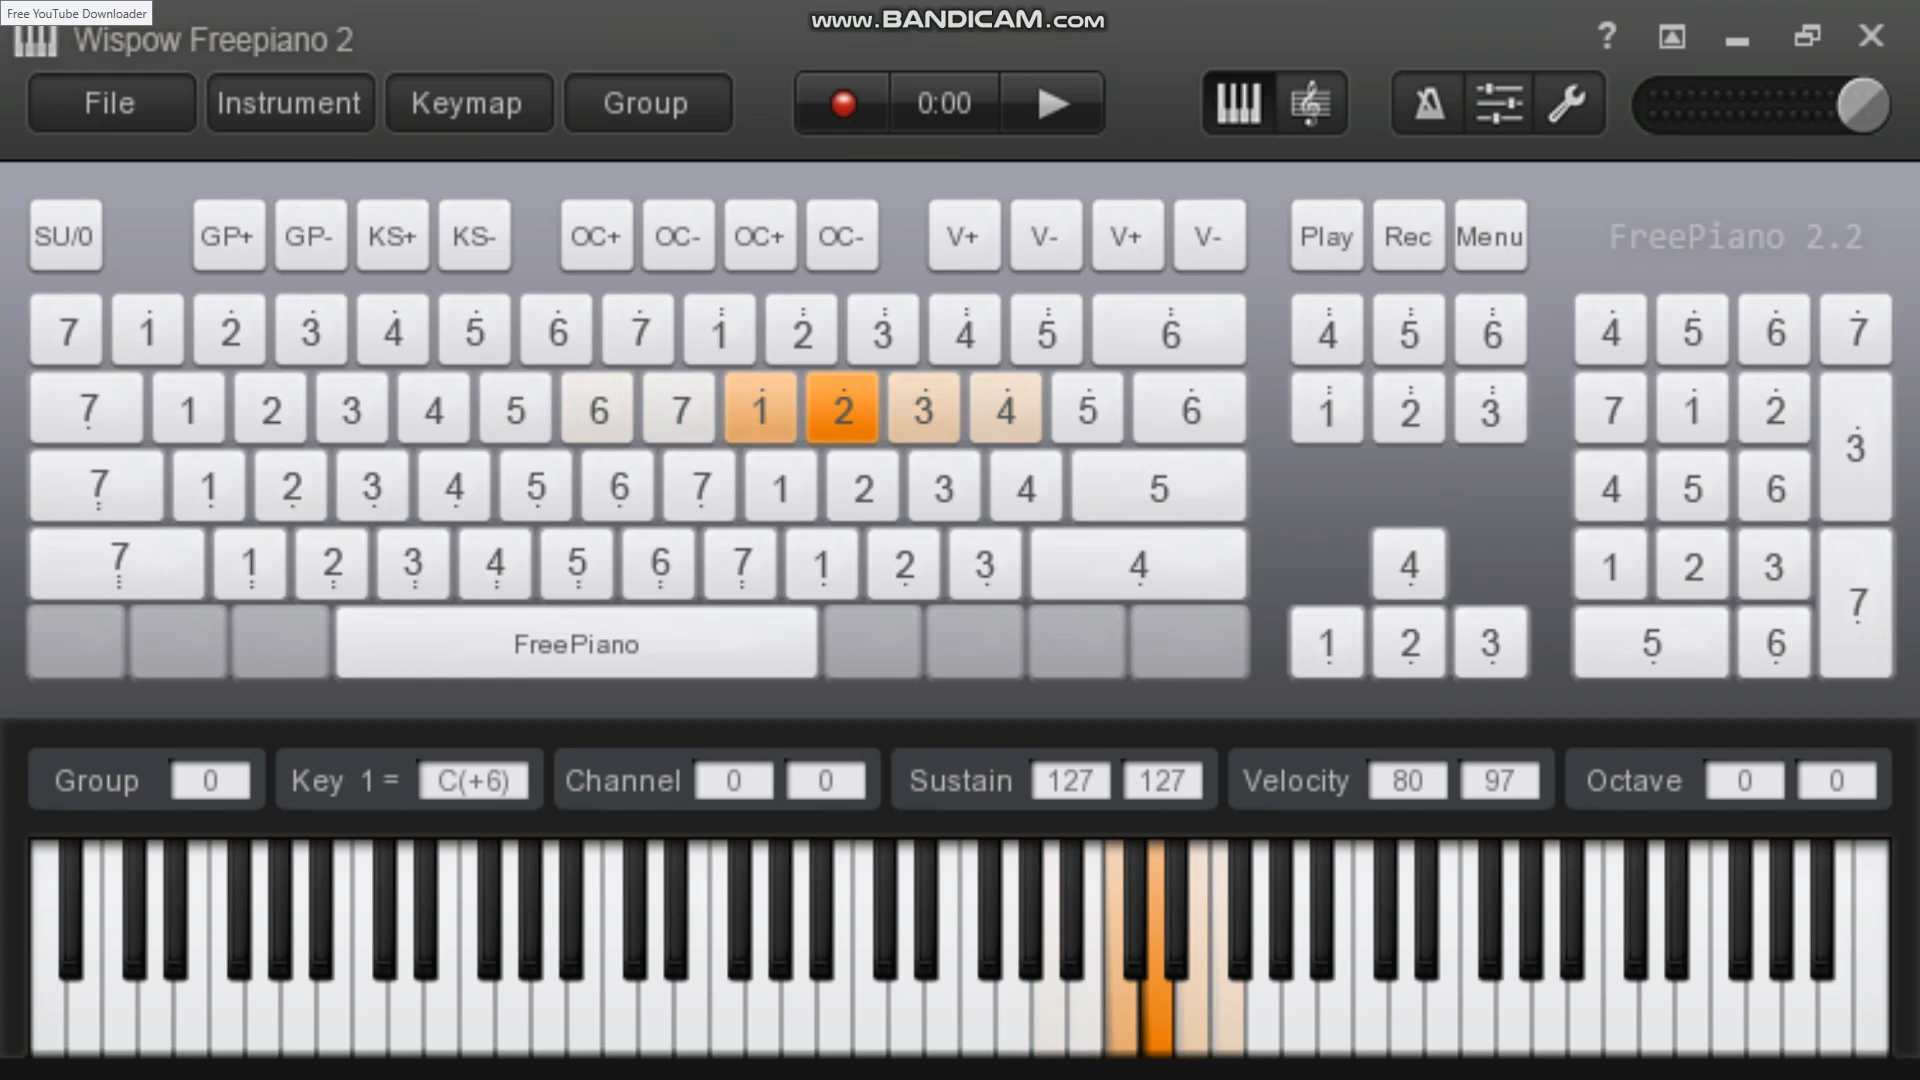 Free YouTube Downloader
www.BANDICAM.com
Wispow Freepiano 2
?
File Instrument Keymap Group 0:00
SU/0 GP+ GP- KS+ KS- OC+ OC- OC+ OC- V+ V- V+ V- Play Rec Menu FreePiano 2.2
7 1 2 3 4 5 6 7 1 2 3 4 5 6 4 5 6 4 5 6 7
7 1 2 3 4 5 6 7 1 2 3 4 5 6 1 2 3 7 1 2 3
7 1 2 3 4 5 6 7 1 2 3 4 5 4 5 6
7 1 2 3 4 5 6 7 1 2 3 4 4 1 2 3 7
FreePiano 1 2 3 5 6
Group 0 Key 1 = C(+6) Channel 0 0 Sustain 127 127 Velocity 80 97 Octave 0 0